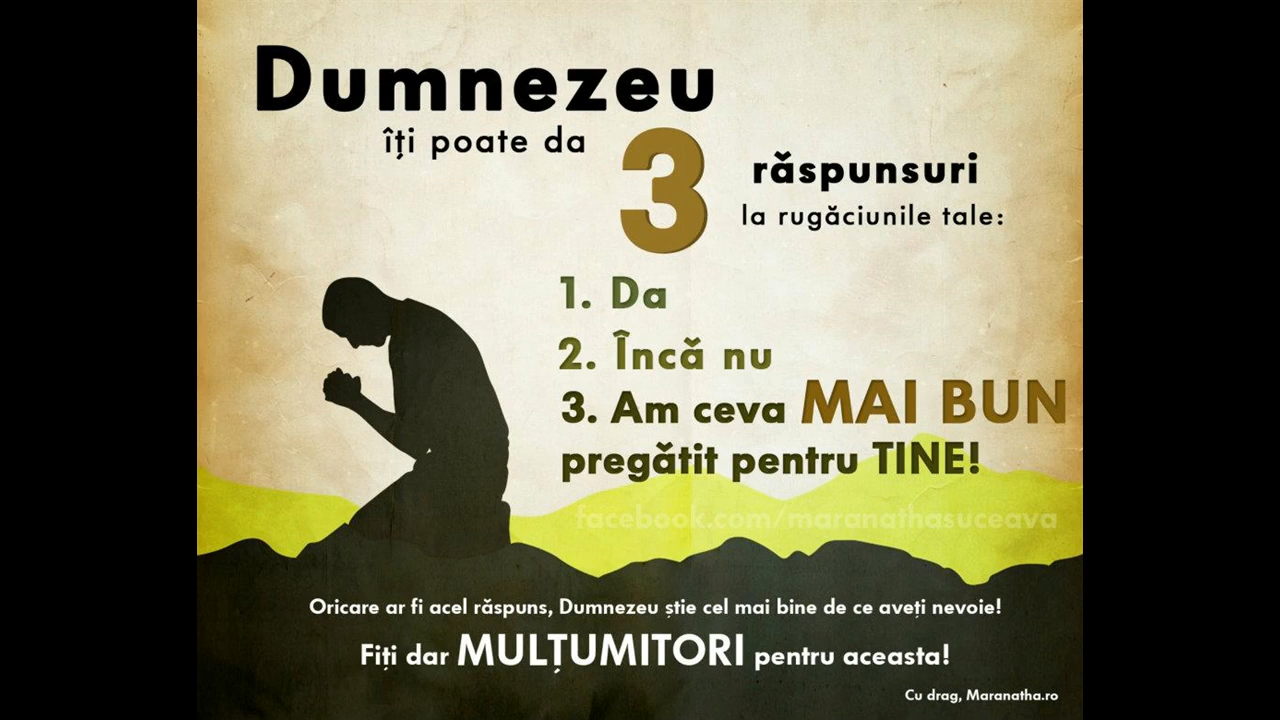 Dumnezeu
îți poate da
3
răspunsuri
la rugăciunile tale:
1. Da
2. Încă nu
3. Am ceva MAI BUN
pregătit pentru TINE!
facebook.com/maranathasuceava
Oricare ar fi acel răspuns, Dumnezeu știe cel mai bine de ce aveți nevoie!
Fiți dar MULȚUMITORI pentru aceasta!
Cu drag, Maranatha.ro